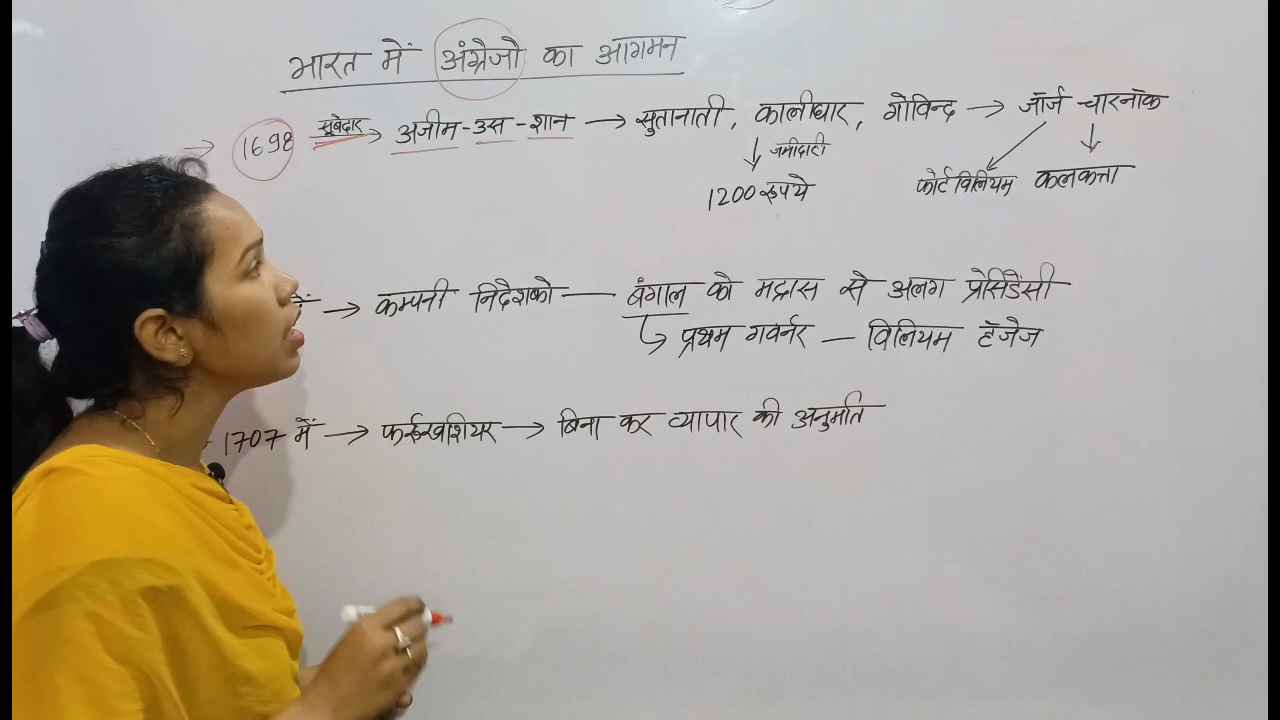 भारत में अंग्रेजो का आगमन
→ 1698 सूबेदार → अजीम-उस-शान → सुतानाती, कालीघार, गोविन्द → जॉर्ज चारनॉक
↓ जमींदारी
1200 रुपये फोर्ट विलियम कलकत्ता
→ कम्पनी निदेशको — बंगाल को मद्रास से अलग प्रेसिडेंसी
↳ प्रथम गवर्नर — विलियम हैजेज
1707 में → फर्रूखशियर → बिना कर व्यापार की अनुमति